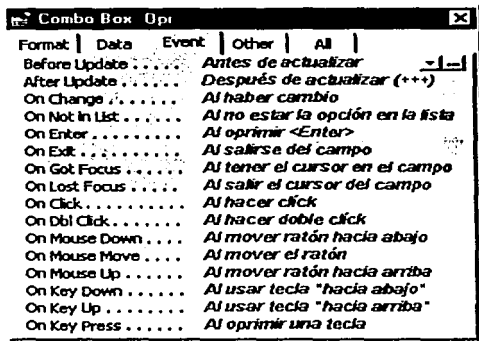 Combo Box Opi
Format Data Event Other All
Before Update . . . . . Antes de actualizar
After Update . . . . . . Después de actualizar (+++)
On Change . . . . . . . . Al haber cambio
On Not in List . . . . . . Al no estar la opción en la lista
On Enter . . . . . . . . . Al oprimir <Enter>
On Exit . . . . . . . . . . Al salirse del campo
On Got Focus . . . . . . Al tener el cursor en el campo
On Lost Focus . . . . . Al salir el cursor del campo
On Click . . . . . . . . . . Al hacer click
On Dbl Click . . . . . . . Al hacer doble click
On Mouse Down . . . . Al mover ratón hacia abajo
On Mouse Move . . . . Al mover el ratón
On Mouse Up . . . . . . Al mover ratón hacia arriba
On Key Down . . . . . . Al usar tecla "hacia abajo"
On Key Up . . . . . . . . Al usar tecla "hacia arriba"
On Key Press . . . . . . Al oprimir una tecla